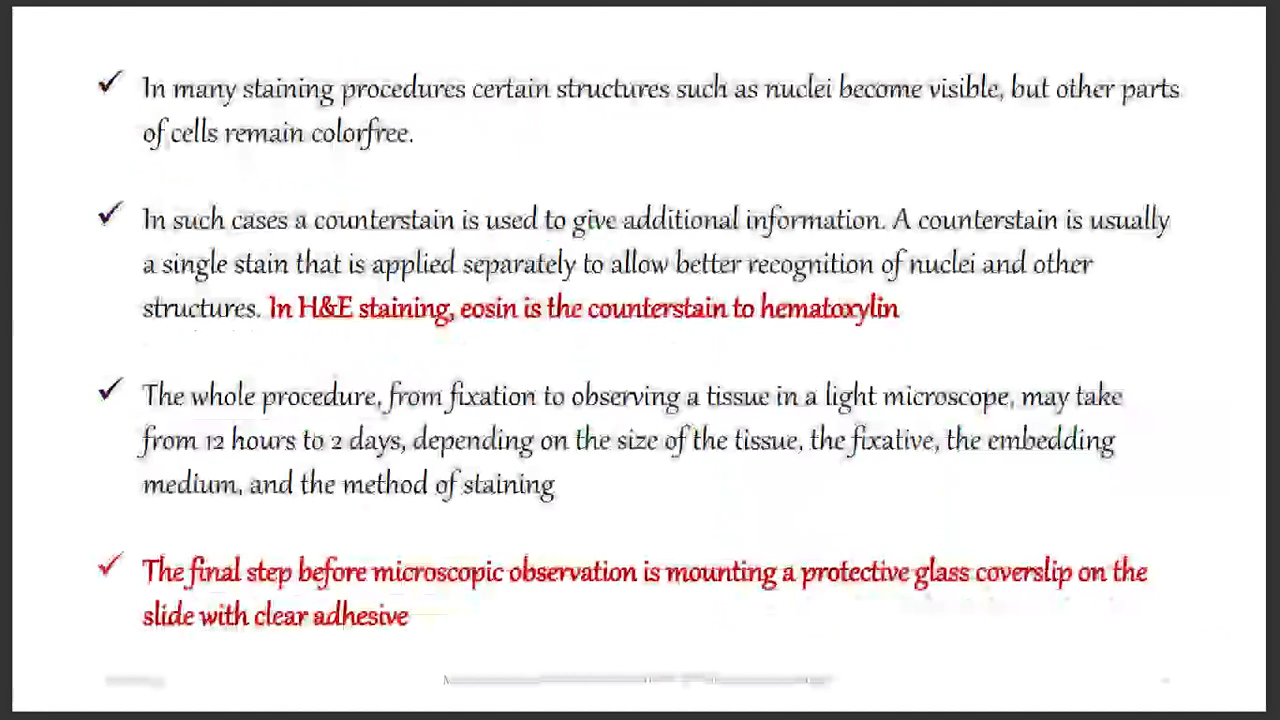 ✓ In many staining procedures certain structures such as nuclei become visible, but other parts
of cells remain colorfree.
✓ In such cases a counterstain is used to give additional information. A counterstain is usually
a single stain that is applied separately to allow better recognition of nuclei and other
structures. In H&E staining, eosin is the counterstain to hematoxylin
✓ The whole procedure, from fixation to observing a tissue in a light microscope, may take
from 12 hours to 2 days, depending on the size of the tissue, the fixative, the embedding
medium, and the method of staining
✓ The final step before microscopic observation is mounting a protective glass coverslip on the
slide with clear adhesive